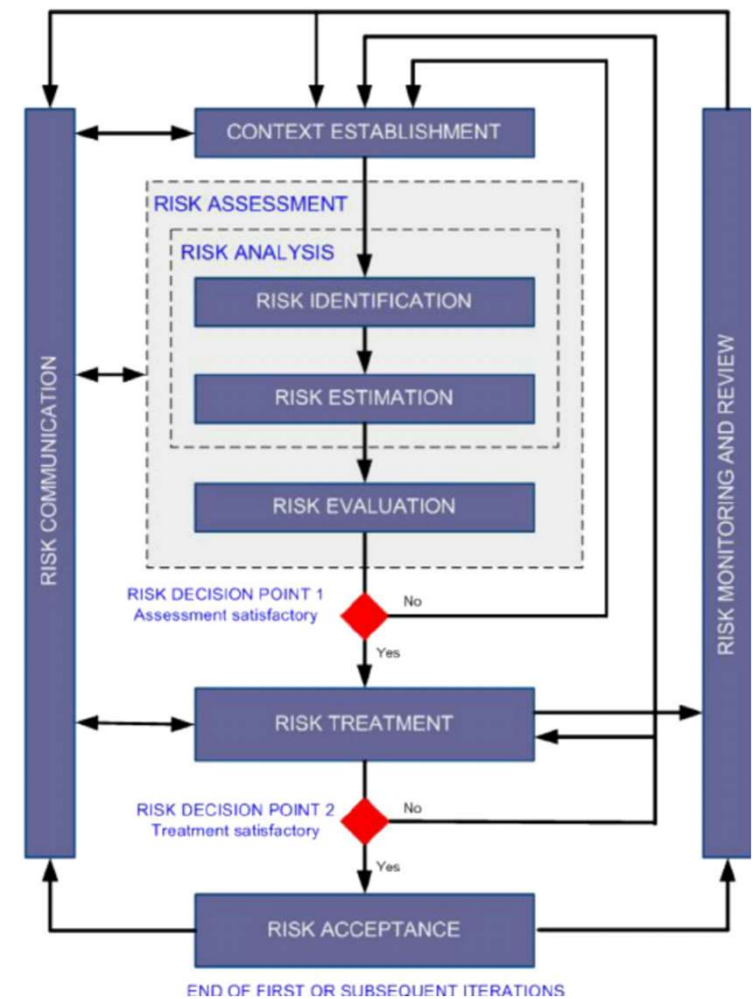 CONTEXT ESTABLISHMENT
RISK ASSESSMENT
RISK ANALYSIS
RISK IDENTIFICATION
RISK ESTIMATION
RISK EVALUATION
RISK COMMUNICATION
RISK MONITORING AND REVIEW
RISK DECISION POINT 1
Assessment satisfactory
No
Yes
RISK TREATMENT
RISK DECISION POINT 2
Treatment satisfactory
No
Yes
RISK ACCEPTANCE
END OF FIRST OR SUBSEQUENT ITERATIONS